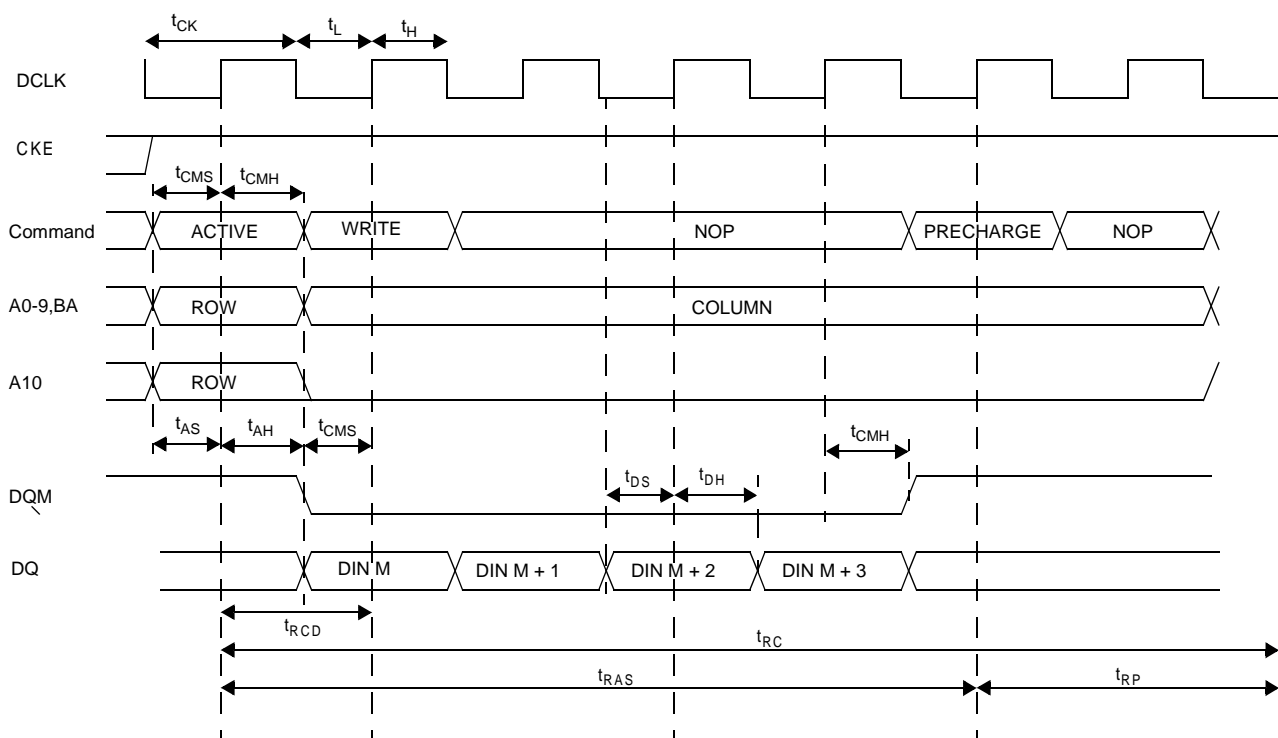 tCK tL tH
DCLK
CKE
tCMS tCMH
Command ACTIVE WRITE NOP PRECHARGE NOP
A0-9,BA ROW COLUMN
A10 ROW
tAS tAH tCMS tCMH
tDS tDH
DQM
DQ DIN M DIN M + 1 DIN M + 2 DIN M + 3
tRCD
tRC
tRAS tRP